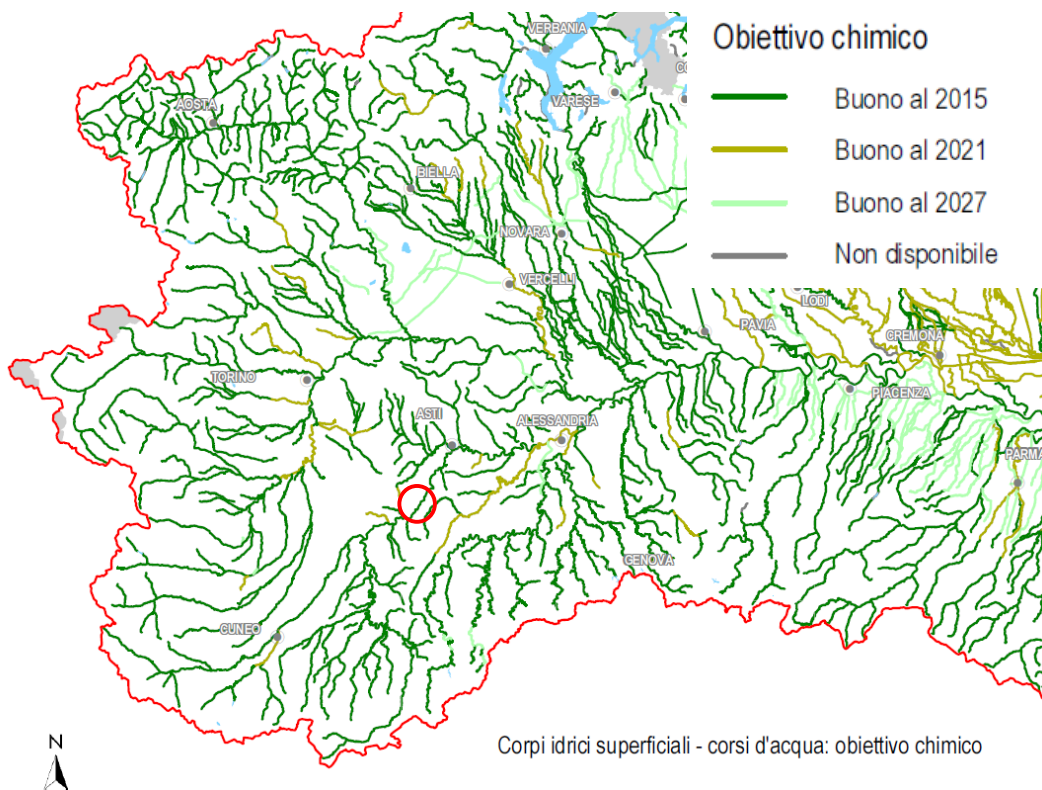 Obiettivo chimico
Buono al 2015
Buono al 2021
Buono al 2027
Non disponibile
VERBANIA
CO
AOSTA
VARESE
BIELLA
NOVARA
VERCELLI
LODI
PAVIA
CREMONA
TORINO
PIACENZA
ASTI
ALESSANDRIA
PARMA
GENOVA
CUNEO
N
Corpi idrici superficiali - corsi d'acqua: obiettivo chimico